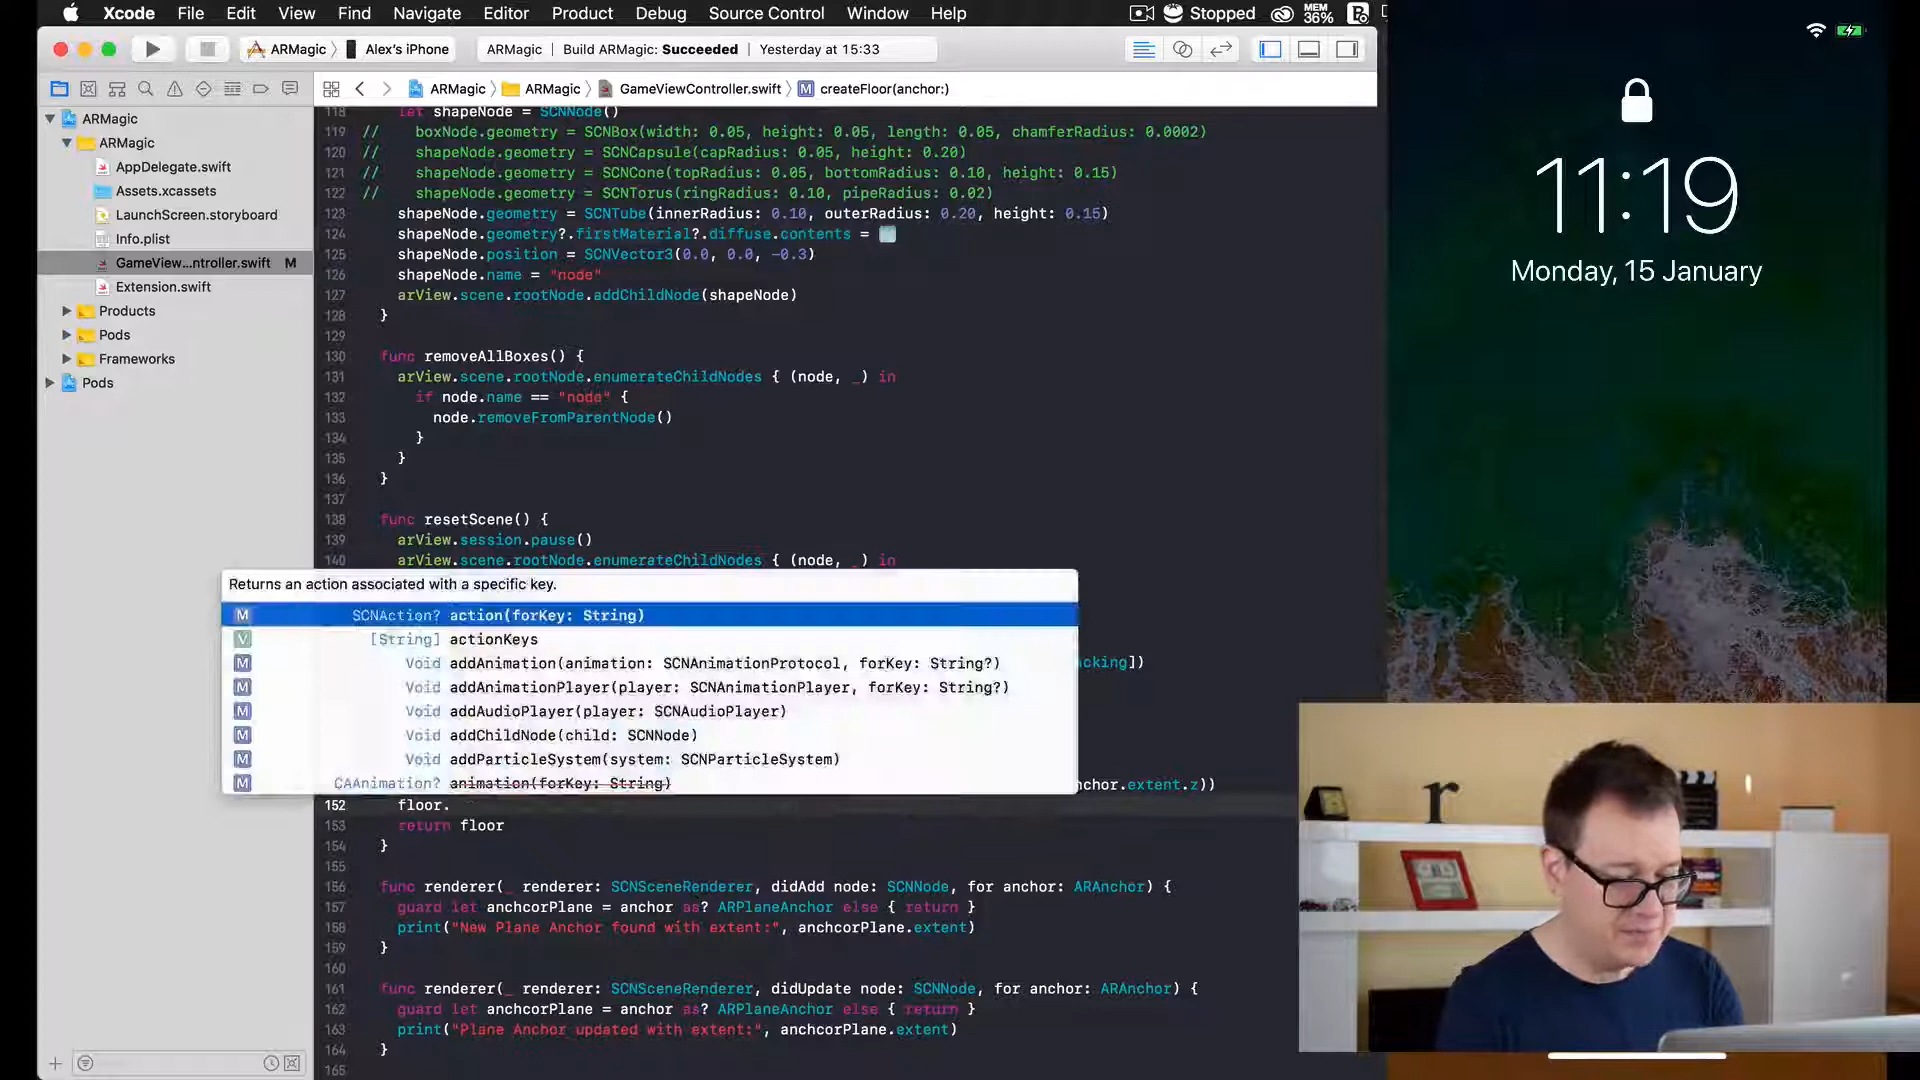 Xcode File Edit View Find Navigate Editor Product Debug Source Control Window Help Stopped MEM 36%
ARMagic Alex's iPhone ARMagic Build ARMagic: Succeeded Yesterday at 15:33
ARMagic ARMagic GameViewController.swift M createFloor(anchor:)
ARMagic
ARMagic
AppDelegate.swift
Assets.xcassets
LaunchScreen.storyboard
Info.plist
GameView...ntroller.swift M
Extension.swift
Products
Pods
Frameworks
Pods
118 let shapeNode = SCNNode()
119 // boxNode.geometry = SCNBox(width: 0.05, height: 0.05, length: 0.05, chamferRadius: 0.0002)
120 // shapeNode.geometry = SCNCapsule(capRadius: 0.05, height: 0.20)
121 // shapeNode.geometry = SCNCone(topRadius: 0.05, bottomRadius: 0.10, height: 0.15)
122 // shapeNode.geometry = SCNTorus(ringRadius: 0.10, pipeRadius: 0.02)
123 shapeNode.geometry = SCNTube(innerRadius: 0.10, outerRadius: 0.20, height: 0.15)
124 shapeNode.geometry?.firstMaterial?.diffuse.contents =
125 shapeNode.position = SCNVector3(0.0, 0.0, -0.3)
126 shapeNode.name = "node"
127 arView.scene.rootNode.addChildNode(shapeNode)
128 }
129
130 func removeAllBoxes() {
131 arView.scene.rootNode.enumerateChildNodes { (node, _) in
132 if node.name == "node" {
133 node.removeFromParentNode()
134 }
135 }
136 }
137
138 func resetScene() {
139 arView.session.pause()
140 arView.scene.rootNode.enumerateChildNodes { (node, _) in
Returns an action associated with a specific key.
M SCNAction? action(forKey: String)
V [String] actionKeys
M Void addAnimation(animation: SCNAnimationProtocol, forKey: String?)
cking])
M Void addAnimationPlayer(player: SCNAnimationPlayer, forKey: String?)
M Void addAudioPlayer(player: SCNAudioPlayer)
M Void addChildNode(child: SCNNode)
M Void addParticleSystem(system: SCNParticleSystem)
M CAAnimation? animation(forKey: String)
nchor.extent.z))
152 floor.
153 return floor
154 }
155
156 func renderer(_ renderer: SCNSceneRenderer, didAdd node: SCNNode, for anchor: ARAnchor) {
157 guard let anchcorPlane = anchor as? ARPlaneAnchor else { return }
158 print("New Plane Anchor found with extent:", anchcorPlane.extent)
159 }
160
161 func renderer(_ renderer: SCNSceneRenderer, didUpdate node: SCNNode, for anchor: ARAnchor) {
162 guard let anchcorPlane = anchor as? ARPlaneAnchor else { return }
163 print("Plane Anchor updated with extent:", anchcorPlane.extent)
164 }
165
11:19
Monday, 15 January
r